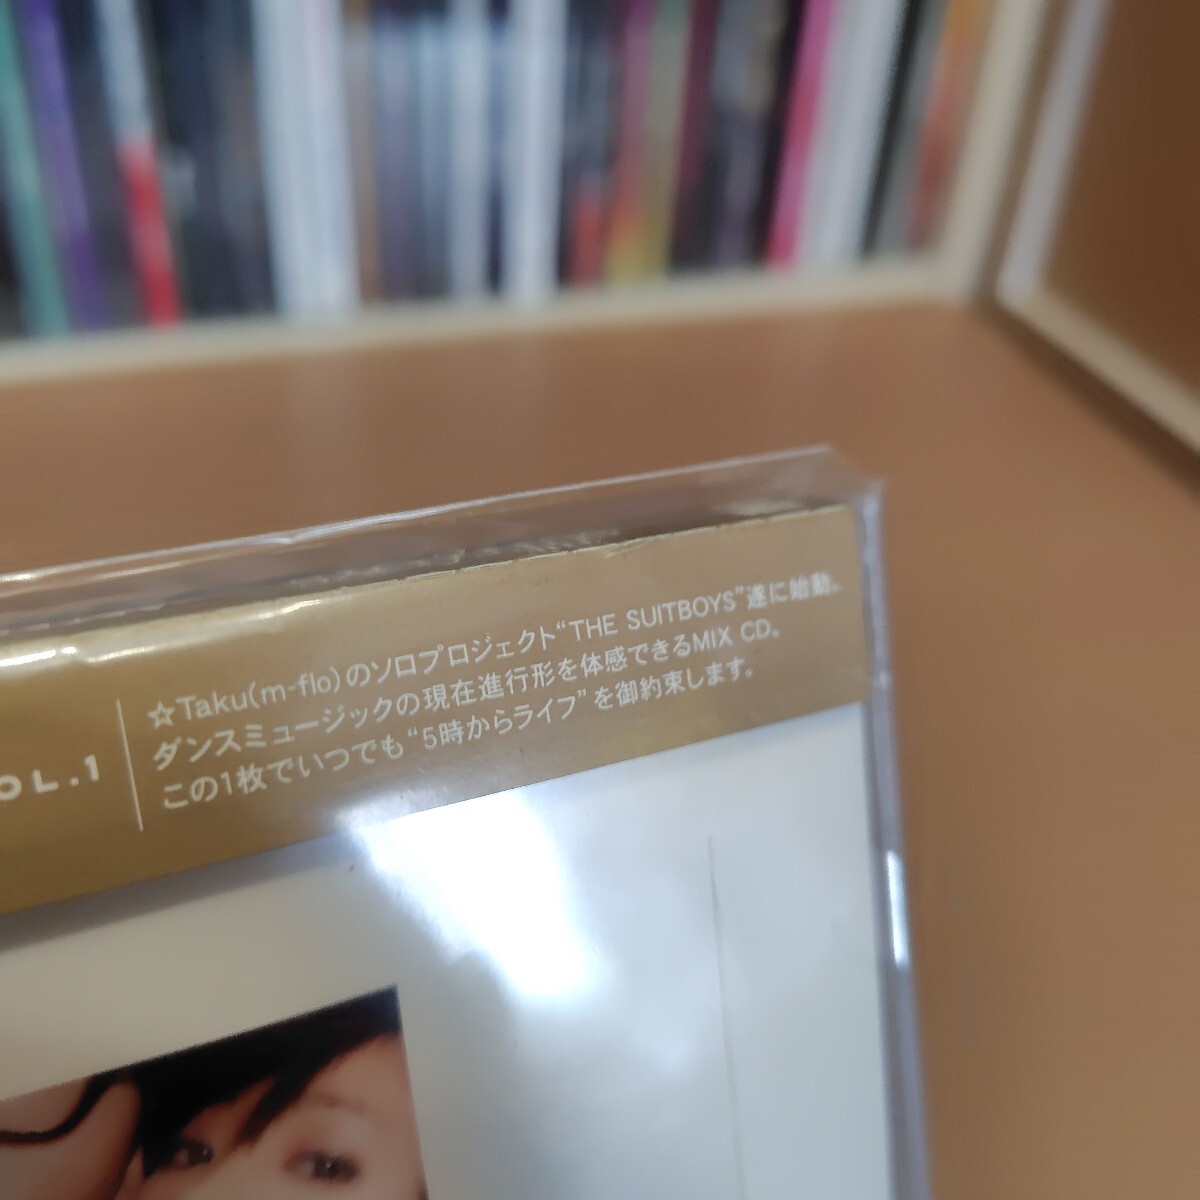 OL.1
☆Taku(m-flo)のソロプロジェクト“THE SUITBOYS”遂に始動。
ダンスミュージックの現在進行形を体感できるMIX CD。
この1枚でいつでも“5時からライフ”を御約束します。